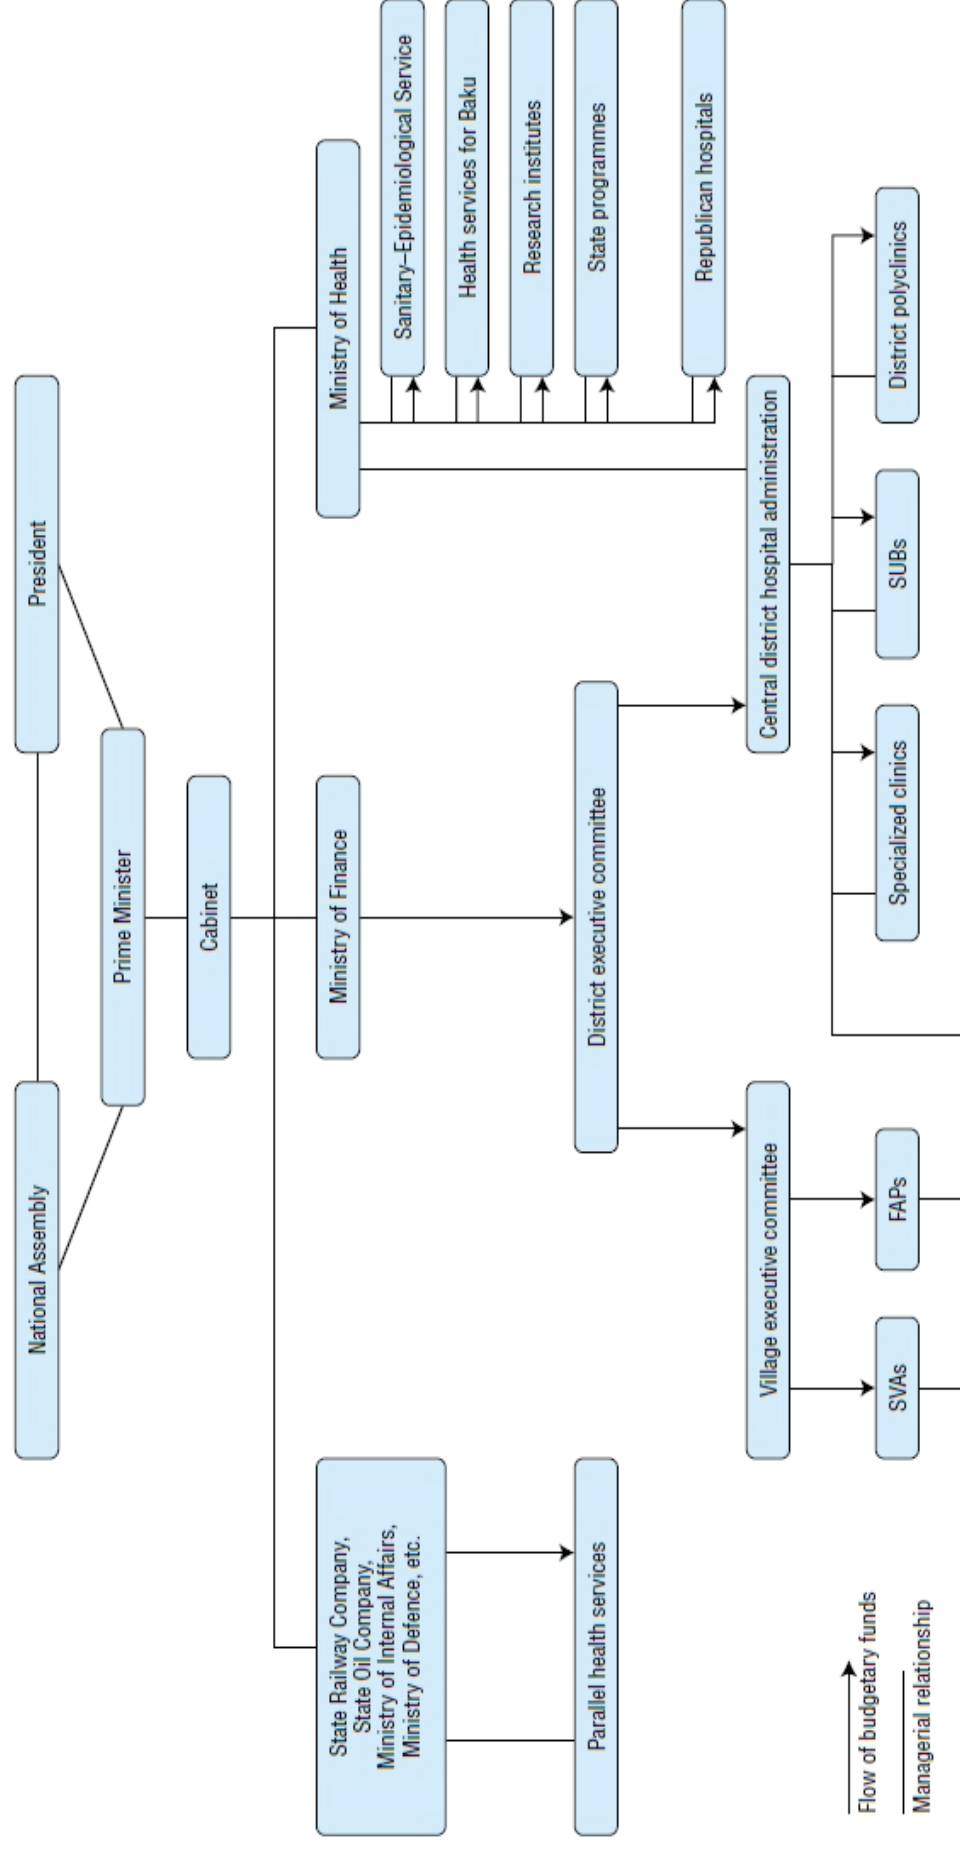 National Assembly
President
Prime Minister
Cabinet
State Railway Company,
State Oil Company,
Ministry of Internal Affairs,
Ministry of Defence, etc.
Ministry of Finance
Ministry of Health
Sanitary–Epidemiological Service
Health services for Baku
Research institutes
State programmes
Republican hospitals
Parallel health services
District executive committee
Village executive committee
Central district hospital administration
SVAs
FAPs
Specialized clinics
SUBs
District polyclinics
Flow of budgetary funds
Managerial relationship